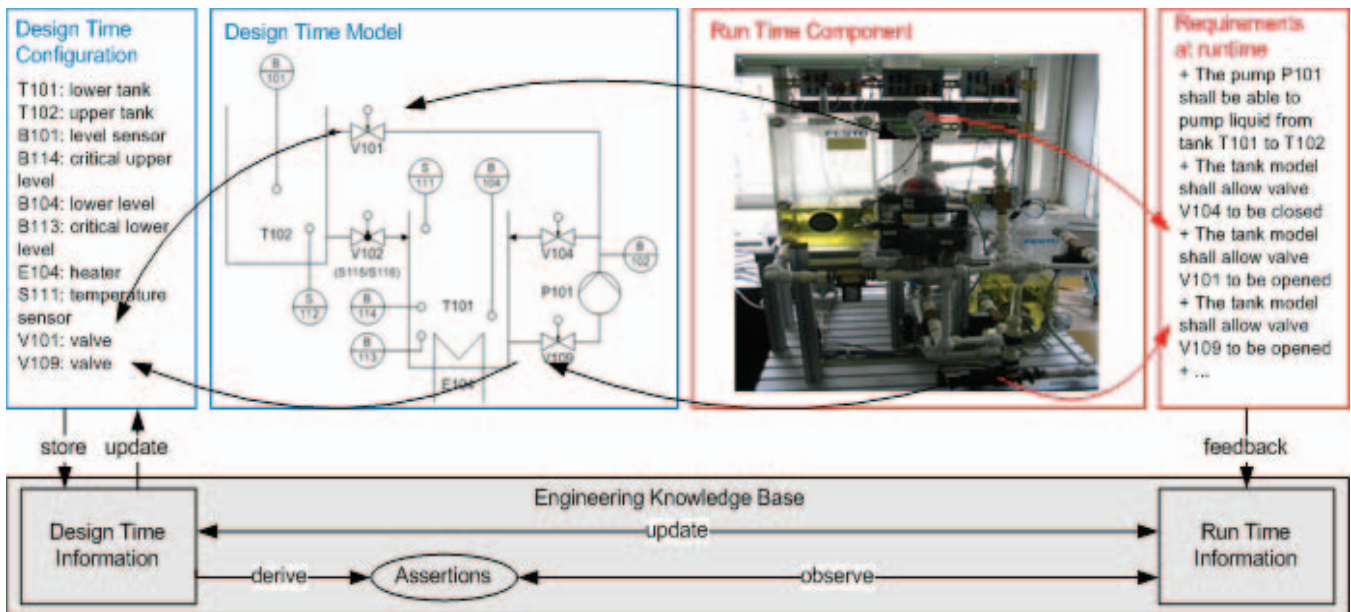 Design Time
Configuration
T101: lower tank
T102: upper tank
B101: level sensor
B114: critical upper
level
B104: lower level
B113: critical lower
level
E104: heater
S111: temperature
sensor
V101: valve
V109: valve
Design Time Model
B
101
V101
S
111
B
104
T102
V102
(S115/S116)
V104
B
102
P101
S
112
B
114
T101
B
113
V109
E104
Run Time Component
FESTO
FESTO
Requirements
at runtime
+ The pump P101
shall be able to
pump liquid from
tank T101 to T102
+ The tank model
shall allow valve
V104 to be closed
+ The tank model
shall allow valve
V101 to be opened
+ The tank model
shall allow valve
V109 to be opened
+ ...
store
update
feedback
Engineering Knowledge Base
Design Time
Information
update
Run Time
Information
derive
Assertions
observe